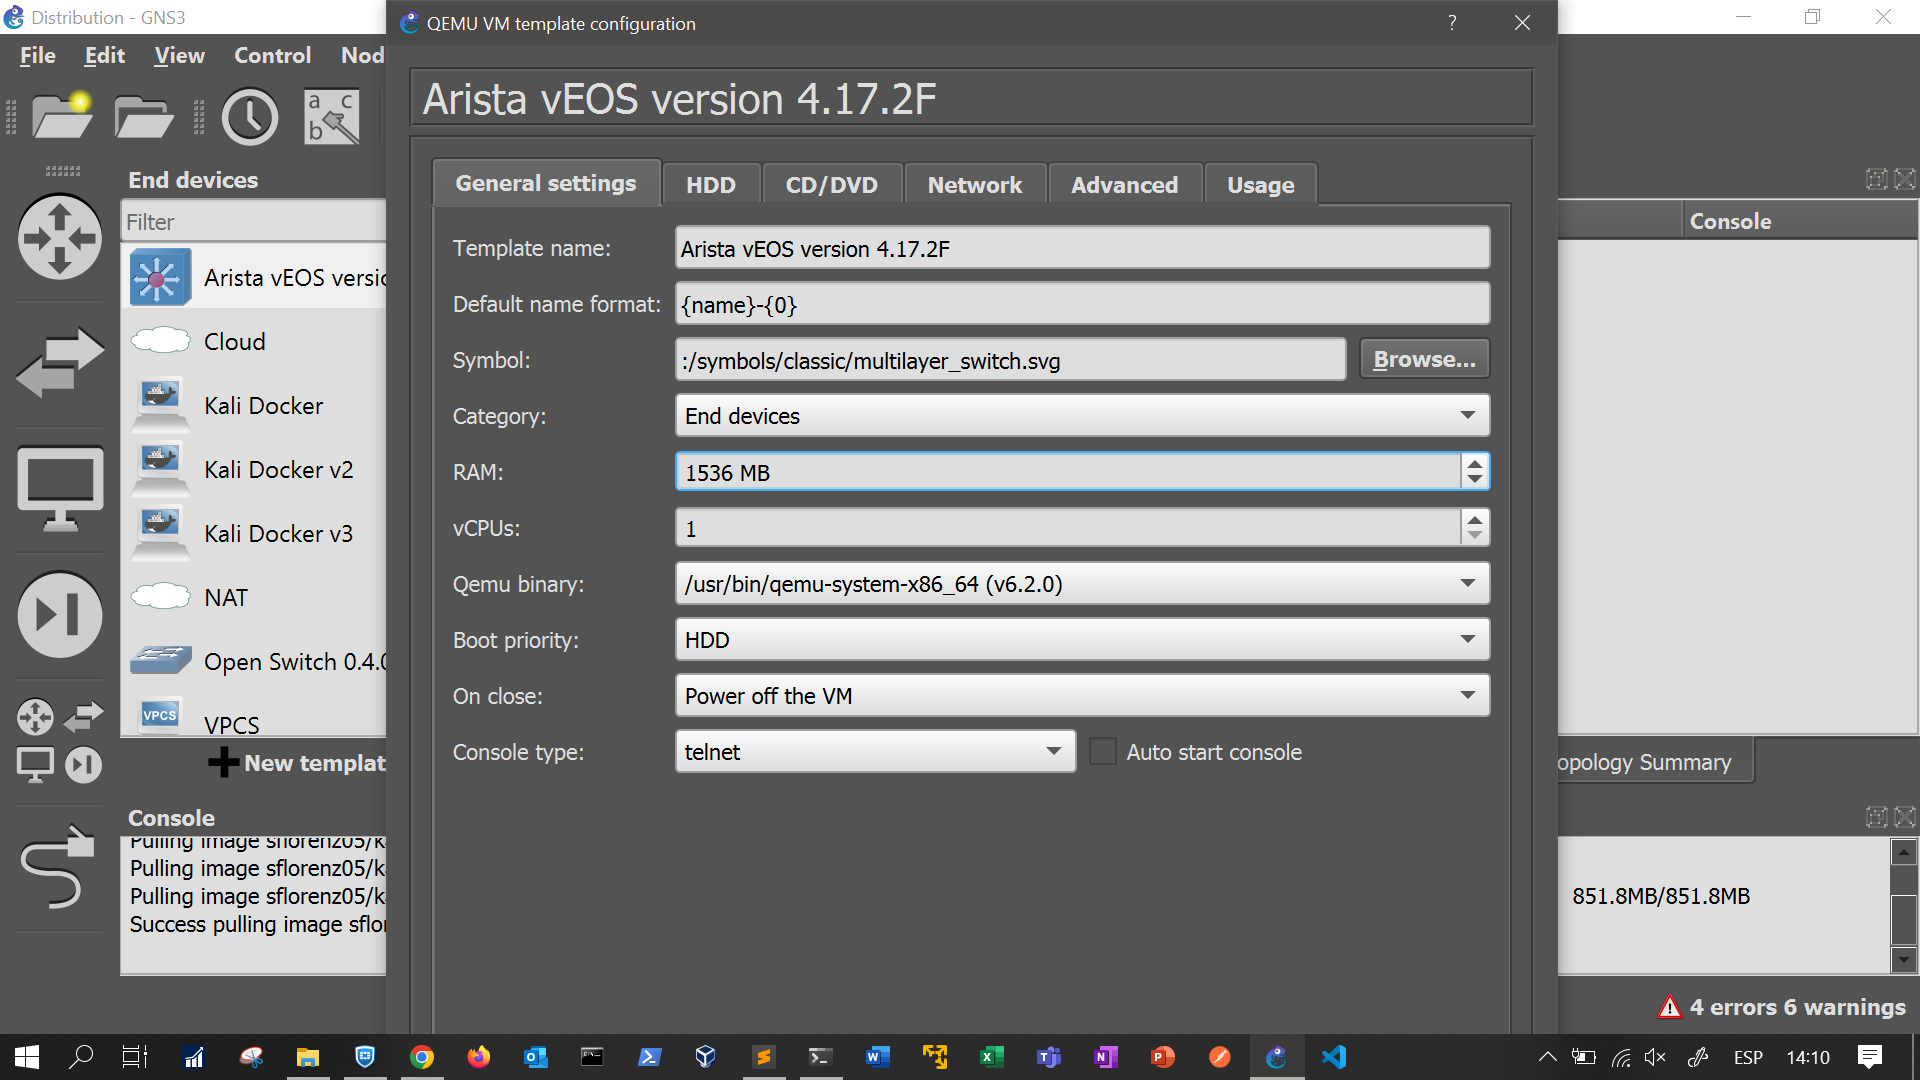 Distribution - GNS3
QEMU VM template configuration
?
File Edit View Control Nod
Arista vEOS version 4.17.2F
a c
b
End devices
General settings HDD CD/DVD Network Advanced Usage
Filter
Console
Template name: Arista vEOS version 4.17.2F
Arista vEOS versio
Default name format: {name}-{0}
Cloud
Symbol: :/symbols/classic/multilayer_switch.svg Browse...
Kali Docker
Category: End devices
Kali Docker v2
RAM: 1536 MB
Kali Docker v3
vCPUs: 1
NAT
Qemu binary: /usr/bin/qemu-system-x86_64 (v6.2.0)
Open Switch 0.4.0
Boot priority: HDD
VPCS
VPCS
On close: Power off the VM
New templat
Console type: telnet Auto start console
opology Summary
Console
Pulling image sflorenz05/k
Pulling image sflorenz05/k
Pulling image sflorenz05/k
851.8MB/851.8MB
Success pulling image sflor
4 errors 6 warnings
ESP 14:10